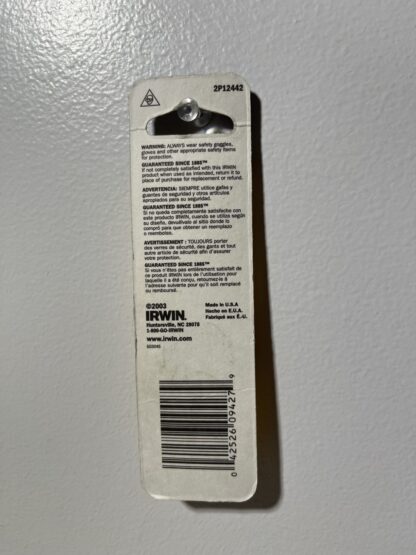 2P12442
WARNING: ALWAYS wear safety goggles,
gloves and other appropriate safety items
for protection.
GUARANTEED SINCE 1885™
If not completely satisfied with this IRWIN
product when used as intended, return it to
place of purchase for replacement or refund.
ADVERTENCIA: SIEMPRE utilice gafas y
guantes de seguridad y otros artículos
apropiados para su seguridad.
GUARANTEED SINCE 1885™
Si no queda completamente satisfecho con
este producto IRWIN, cuando se utiliza según
su diseño, devuélvalo al sitio donde lo
compró para que obtener un reemplazo
o reembolso.
AVERTISSEMENT : TOUJOURS porter
des verres de sécurité, des gants et tout
autre article de sécurité afin d'assurer
votre protection.
GUARANTEED SINCE 1885™
Si vous n'êtes pas entièrement satisfait de
ce produit IRWIN lors de l'utilisation pour
laquelle il a été conçu, retournez-le à
l'adresse suivante pour qu'il soit remplacé
ou remboursé.
©2003
IRWIN
Huntersville, NC 28078
1-800-GO-IRWIN
www.irwin.com
Made in U.S.A
Hecho en E.U.A.
Fabriqué aux É.-U.
0 42526 09427 9